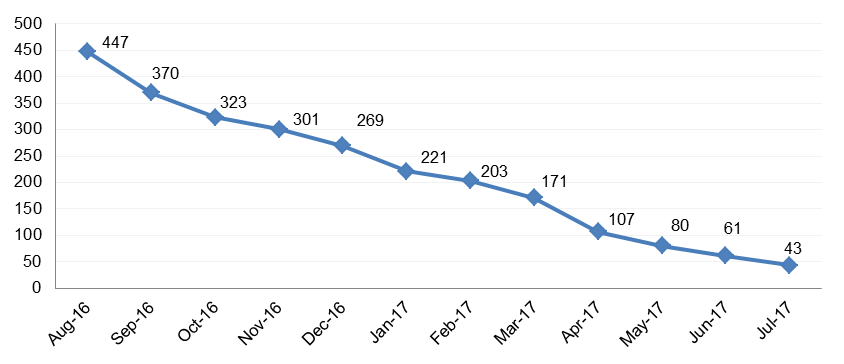 500
450
400
350
300
250
200
150
100
50
0
447
370
323
301
269
221
203
171
107
80
61
43
Aug-16
Sep-16
Oct-16
Nov-16
Dec-16
Jan-17
Feb-17
Mar-17
Apr-17
May-17
Jun-17
Jul-17